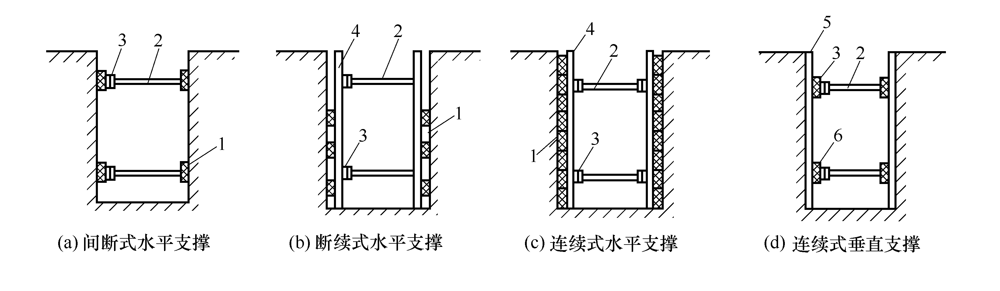 3 2 1
4 2 1 3
4 2 1 3
5 3 2 6
(a) 间断式水平支撑
(b) 断续式水平支撑
(c) 连续式水平支撑
(d) 连续式垂直支撑